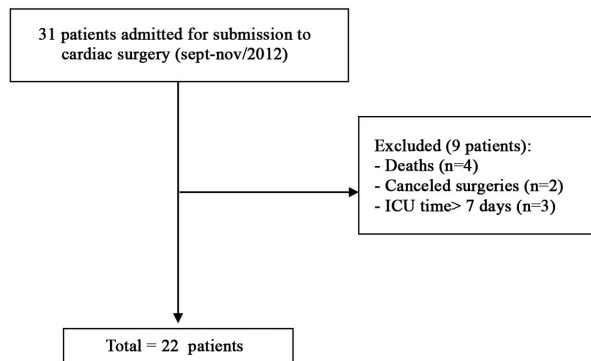 31 patients admitted for submission to
cardiac surgery (sept-nov/2012)
Excluded (9 patients):
- Deaths (n=4)
- Canceled surgeries (n=2)
- ICU time> 7 days (n=3)
Total = 22 patients